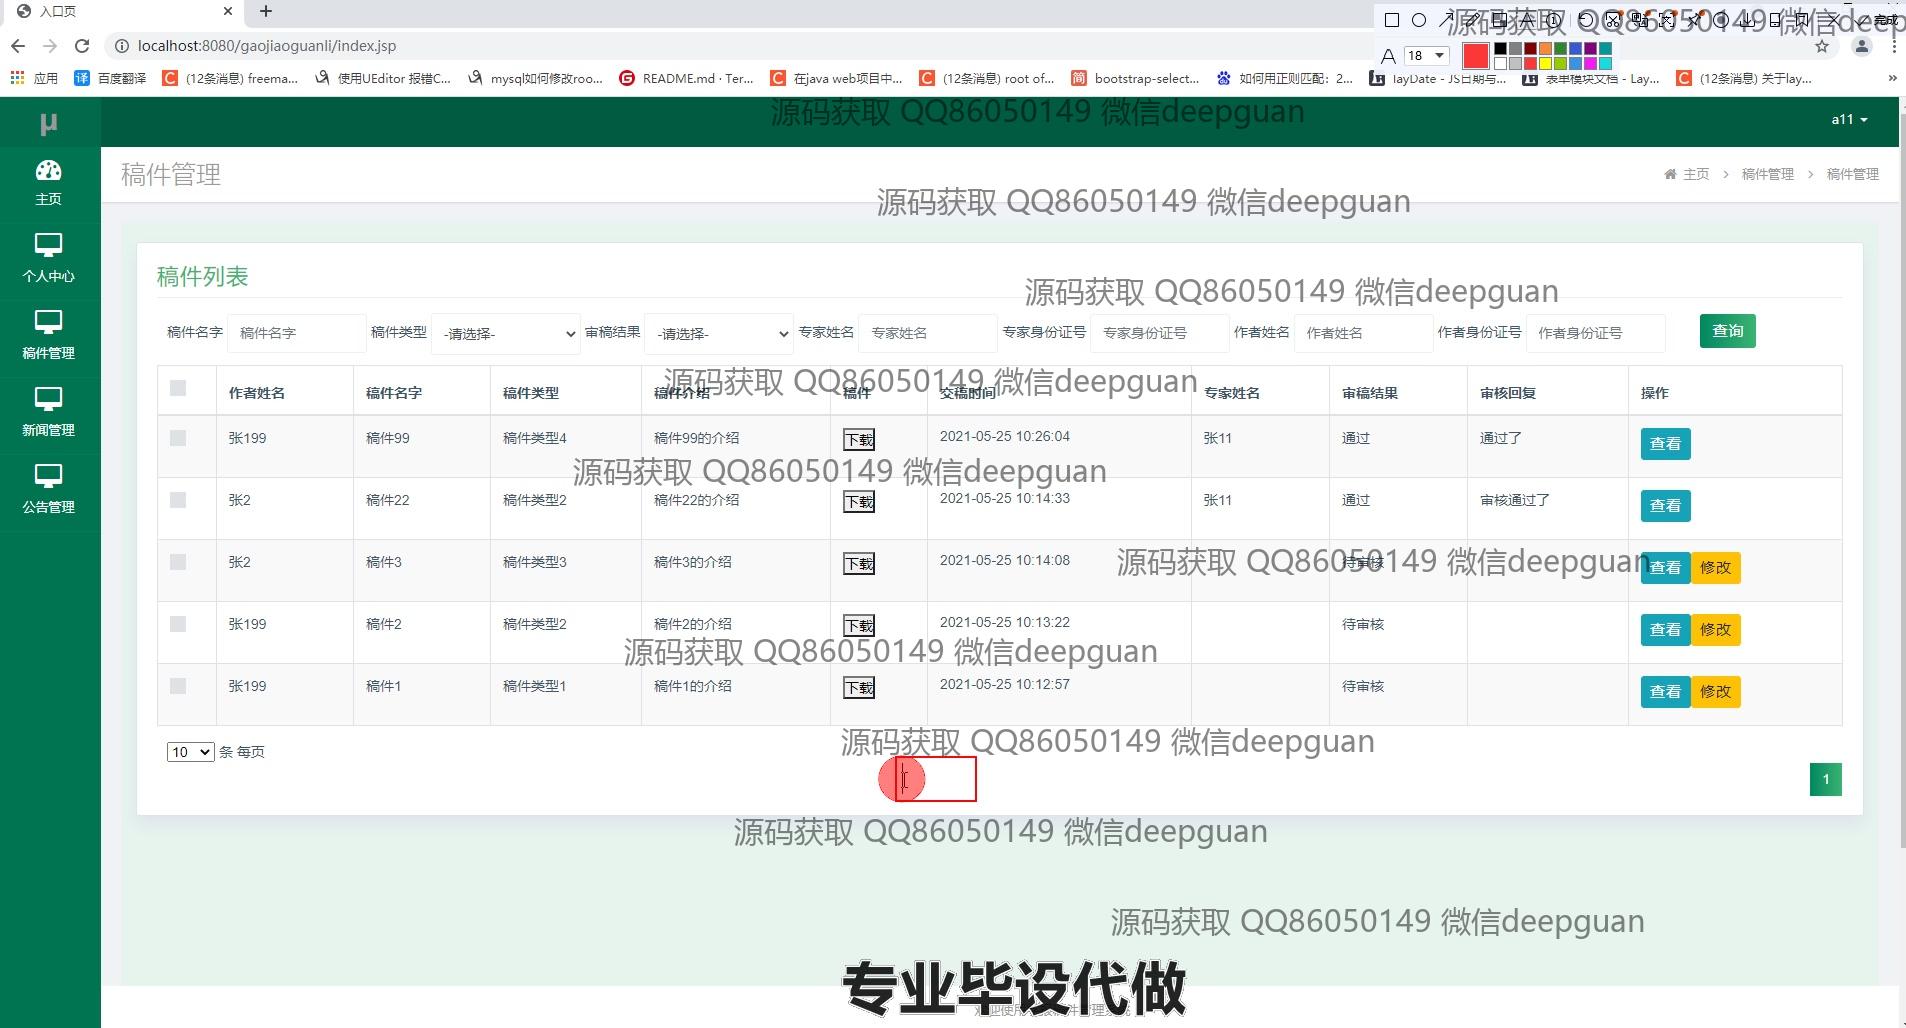 入口页
localhost:8080/gaojiaoguanli/index.jsp
18
完成
应用 百度翻译 (12条消息) freema... 使用UEditor 报错C... mysql如何修改roo... README.md · Ter... 在java web项目中... (12条消息) root of... bootstrap-select... 如何用正则匹配：2... layDate - JS日期与... 表单模块文档 - Lay... (12条消息) 关于lay...
源码获取 QQ86050149 微信deep
源码获取 QQ86050149 微信deepguan
μ
a11
主页
个人中心
稿件管理
新闻管理
公告管理
稿件管理
主页 > 稿件管理 > 稿件管理
源码获取 QQ86050149 微信deepguan
稿件列表
源码获取 QQ86050149 微信deepguan
稿件名字 稿件名字 稿件类型 -请选择- 审稿结果 -请选择- 专家姓名 专家姓名 专家身份证号 专家身份证号 作者姓名 作者姓名 作者身份证号 作者身份证号 查询
源码获取 QQ86050149 微信deepguan
作者姓名 稿件名字 稿件类型 稿件介绍 稿件 交稿时间 专家姓名 审稿结果 审核回复 操作
张199 稿件99 稿件类型4 稿件99的介绍 下载 2021-05-25 10:26:04 张11 通过 通过了 查看
源码获取 QQ86050149 微信deepguan
张2 稿件22 稿件类型2 稿件22的介绍 下载 2021-05-25 10:14:33 张11 通过 审核通过了 查看
张2 稿件3 稿件类型3 稿件3的介绍 下载 2021-05-25 10:14:08 待审核 查看 修改
源码获取 QQ86050149 微信deepguan
张199 稿件2 稿件类型2 稿件2的介绍 下载 2021-05-25 10:13:22 待审核 查看 修改
源码获取 QQ86050149 微信deepguan
张199 稿件1 稿件类型1 稿件1的介绍 下载 2021-05-25 10:12:57 待审核 查看 修改
源码获取 QQ86050149 微信deepguan
10 条 每页
1
源码获取 QQ86050149 微信deepguan
源码获取 QQ86050149 微信deepguan
专业毕设代做